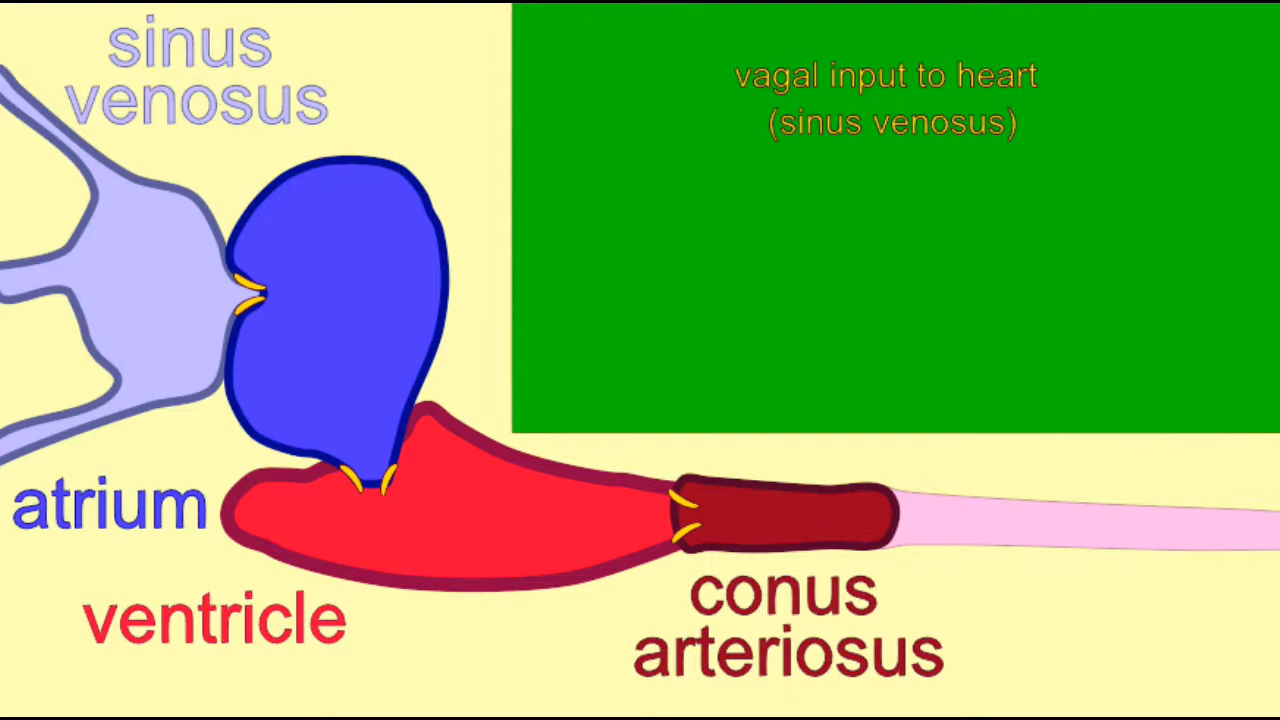 sinus
venosus
vagal input to heart
(sinus venosus)
atrium
ventricle
conus
arteriosus